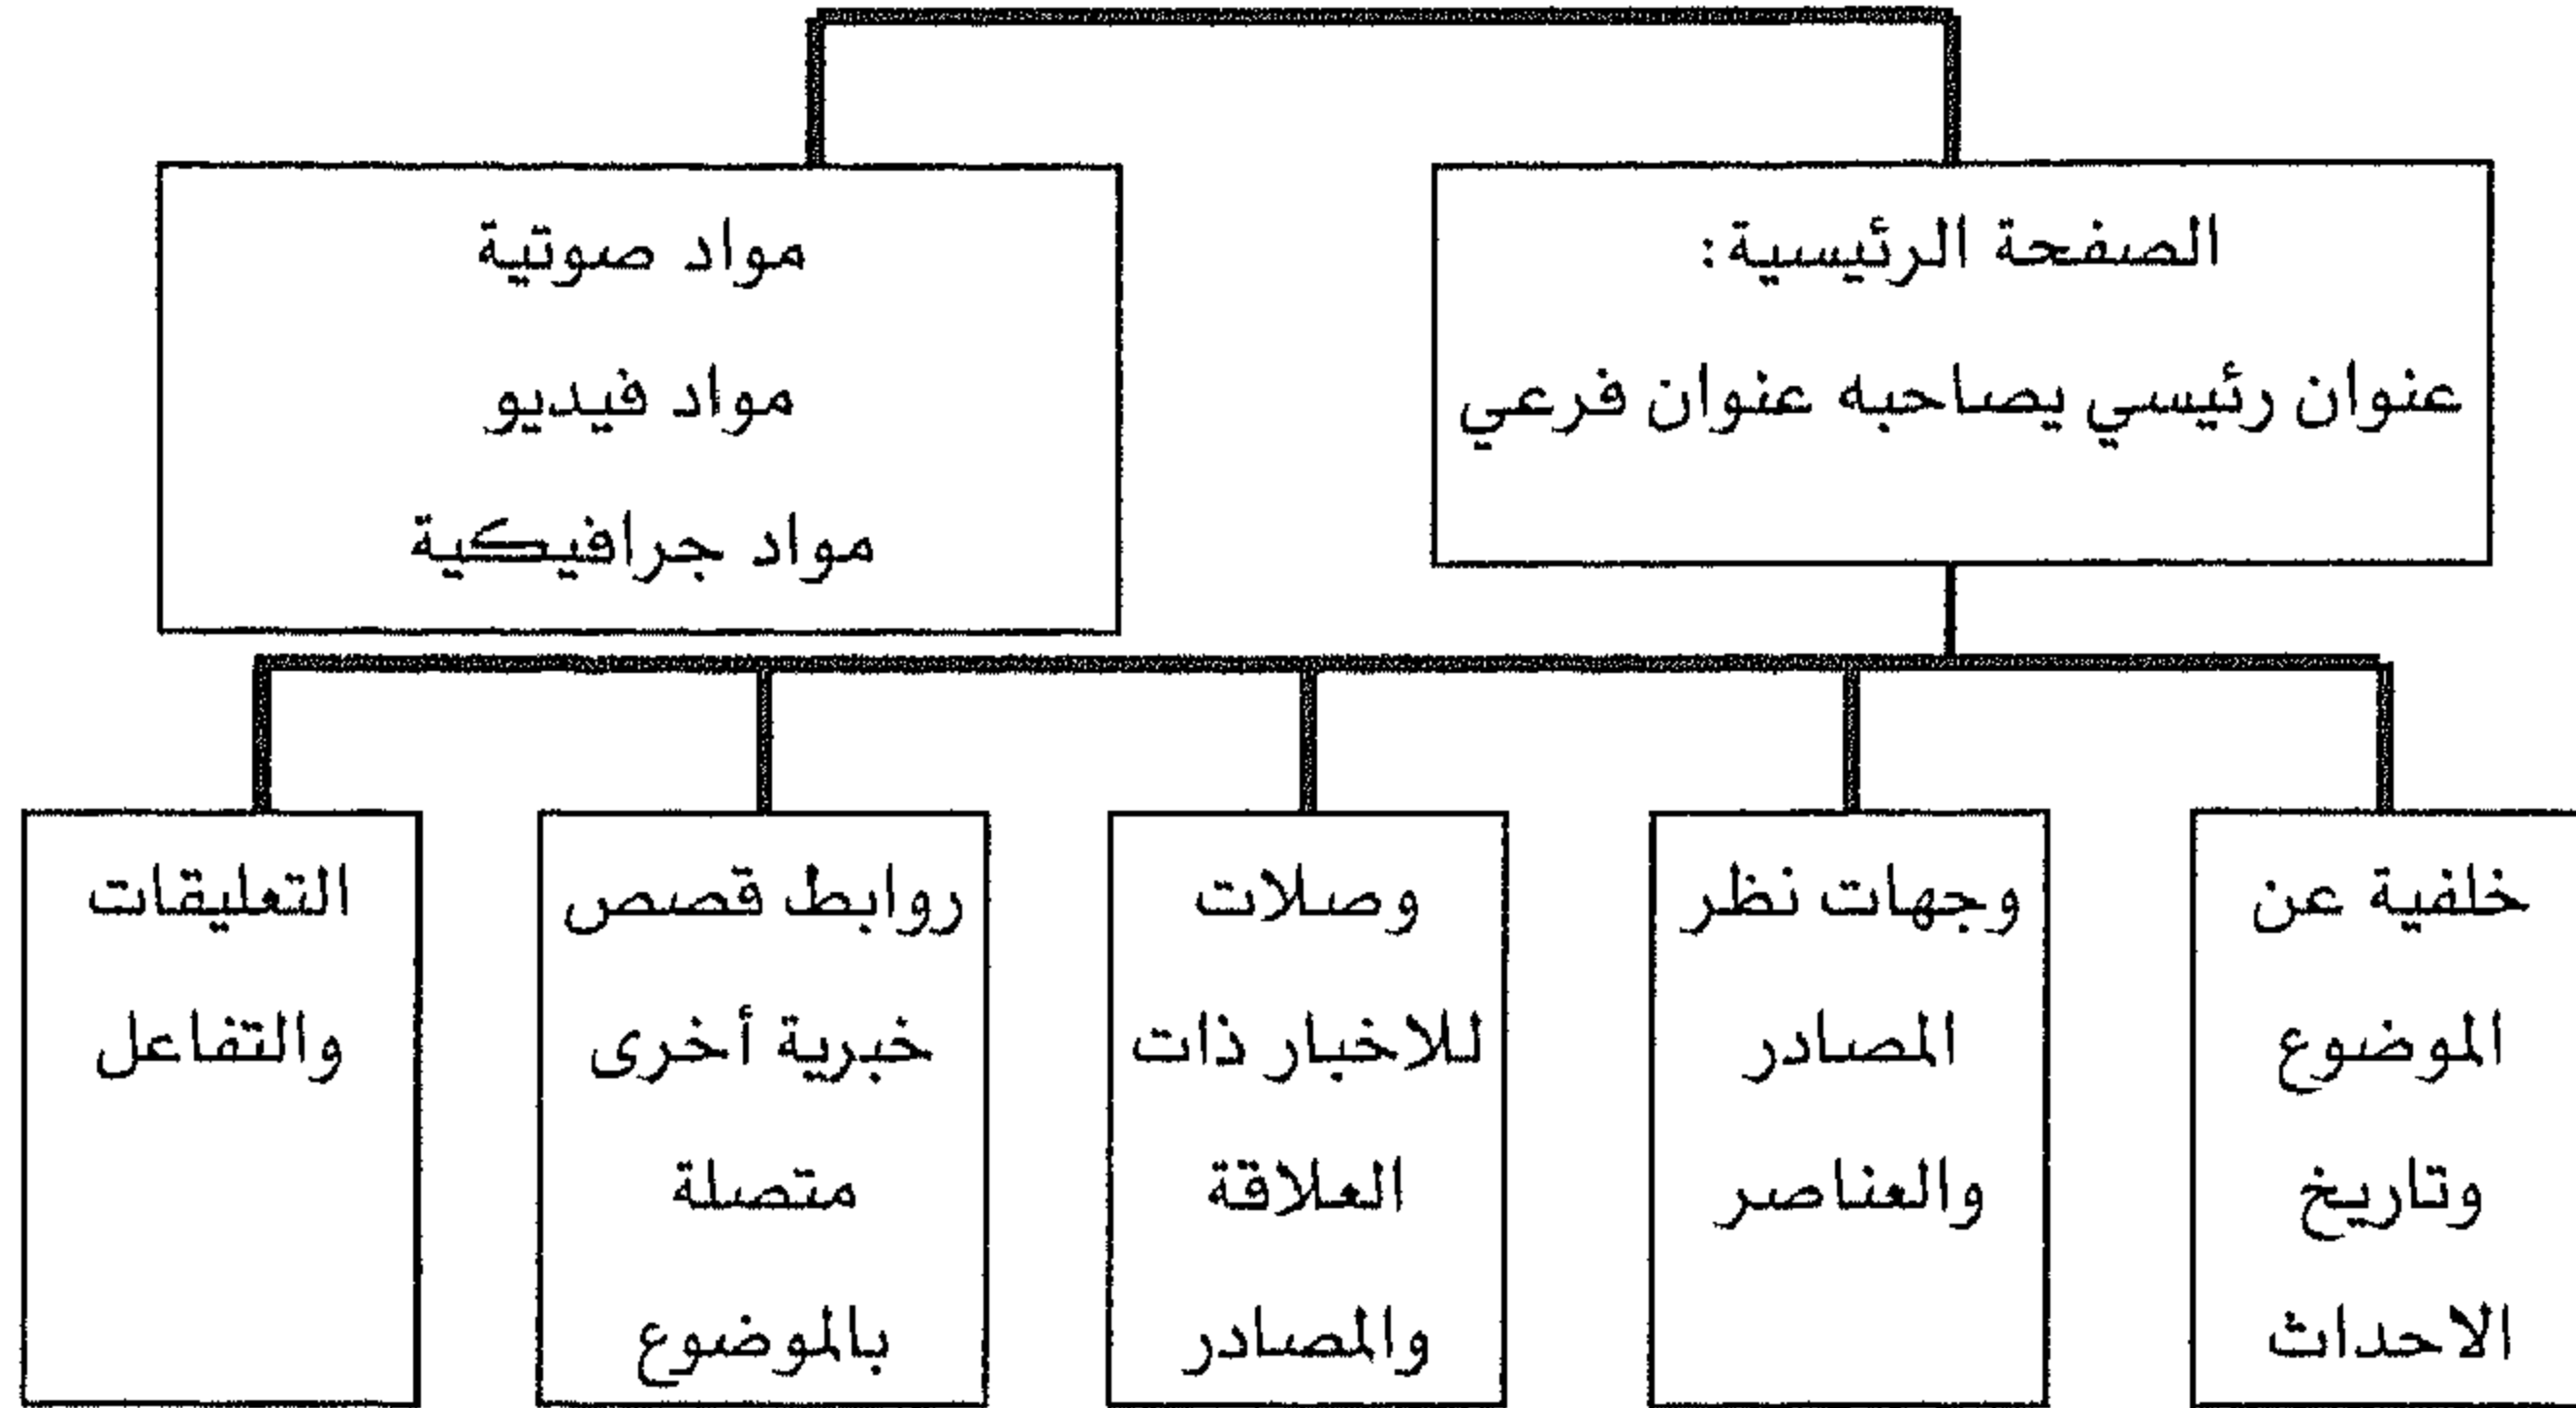 الصفحة الرئيسية:
عنوان رئيسي يصاحبه عنوان فرعي
مواد صوتية
مواد فيديو
مواد جرافيكية
خلفية عن
الموضوع
وتاريخ
الاحداث
وجهات نظر
المصادر
والعناصر
وصلات
للاخبار ذات
العلاقة
والمصادر
روابط قصص
خبرية أخرى
متصلة
بالموضوع
التعليقات
والتفاعل